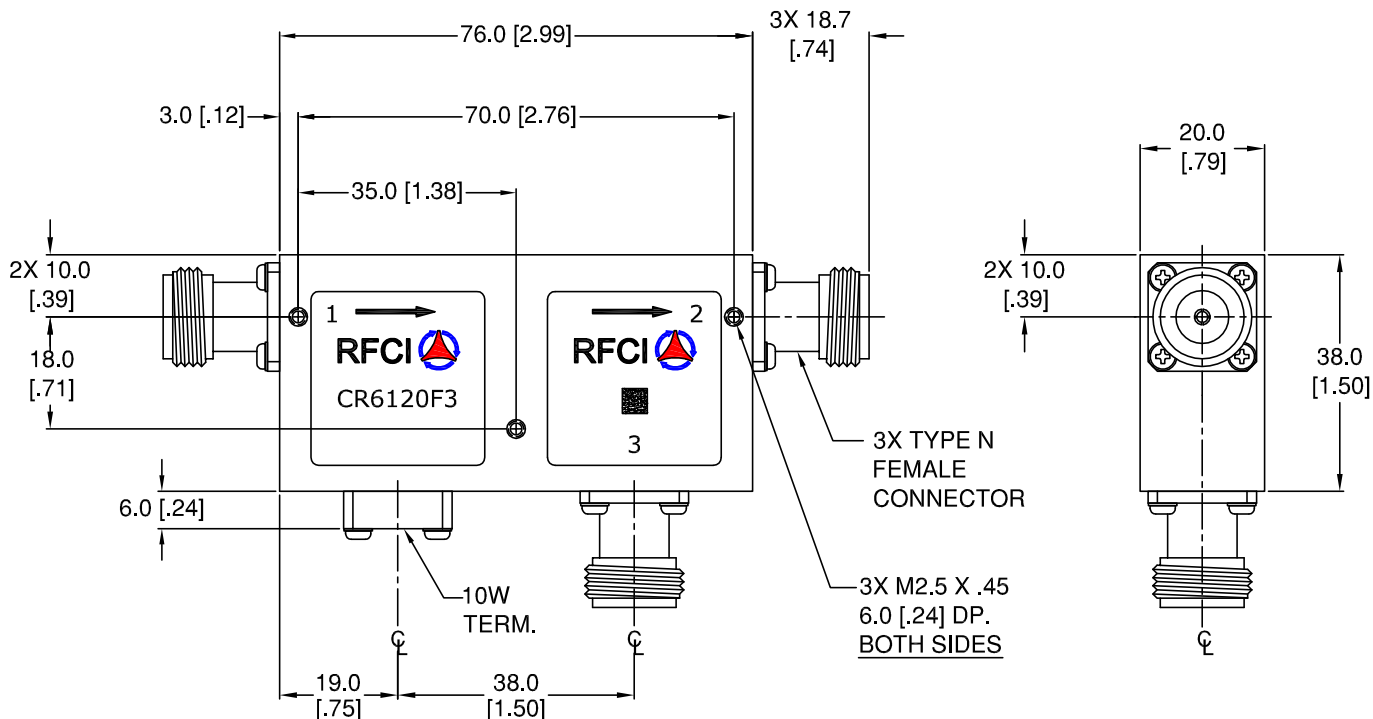 76.0 [2.99]
3X 18.7
[.74]
3.0 [.12]
70.0 [2.76]
20.0
[.79]
35.0 [1.38]
2X 10.0
[.39]
2X 10.0
[.39]
1
2
RFCI
RFCI
18.0
[.71]
CR6120F3
38.0
[1.50]
3
3X TYPE N
FEMALE
CONNECTOR
6.0 [.24]
10W
TERM.
3X M2.5 X .45
6.0 [.24] DP.
BOTH SIDES
CL
CL
CL
19.0
[.75]
38.0
[1.50]